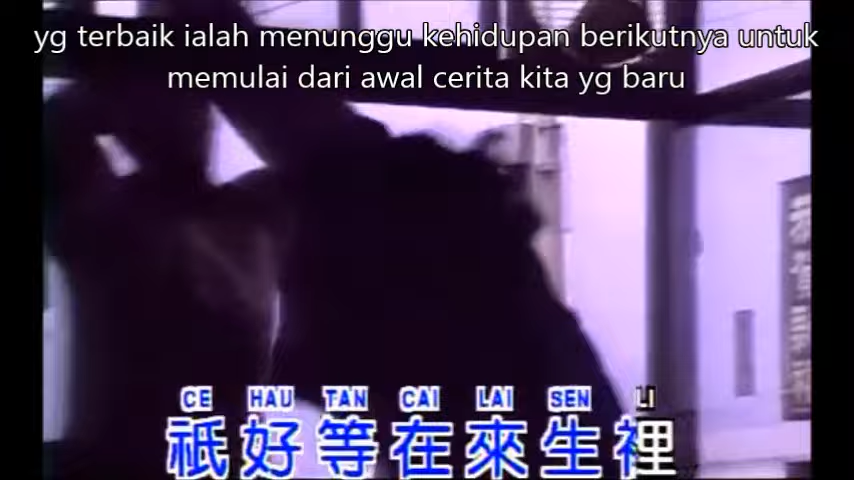 yg terbaik ialah menunggu kehidupan berikutnya untuk
memulai dari awal cerita kita yg baru
CE HAU TAN CAI LAI SEN LI
祇好等在來生裡